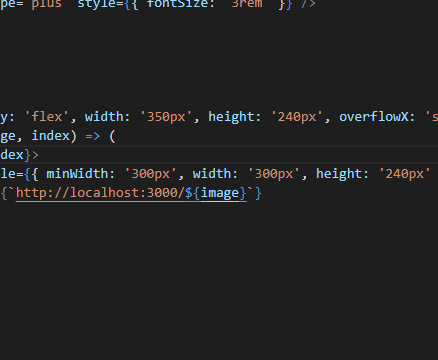 pe="plus" style={{ fontSize: '3rem' }} />
y: 'flex', width: '350px', height: '240px', overflowX: 's
ge, index) => (
dex}>
le={{ minWidth: '300px', width: '300px', height: '240px'
{`http://localhost:3000/${image}`}